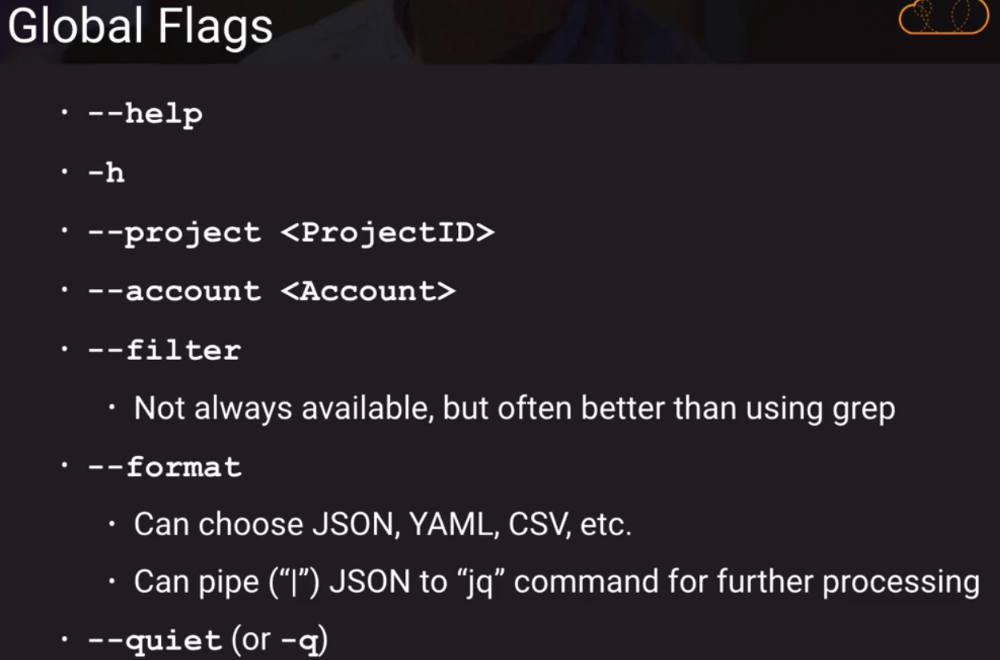 Global Flags
· --help
· -h
· --project <ProjectID>
· --account <Account>
· --filter
· Not always available, but often better than using grep
· --format
· Can choose JSON, YAML, CSV, etc.
· Can pipe (“|”) JSON to “jq” command for further processing
· --quiet (or -q)